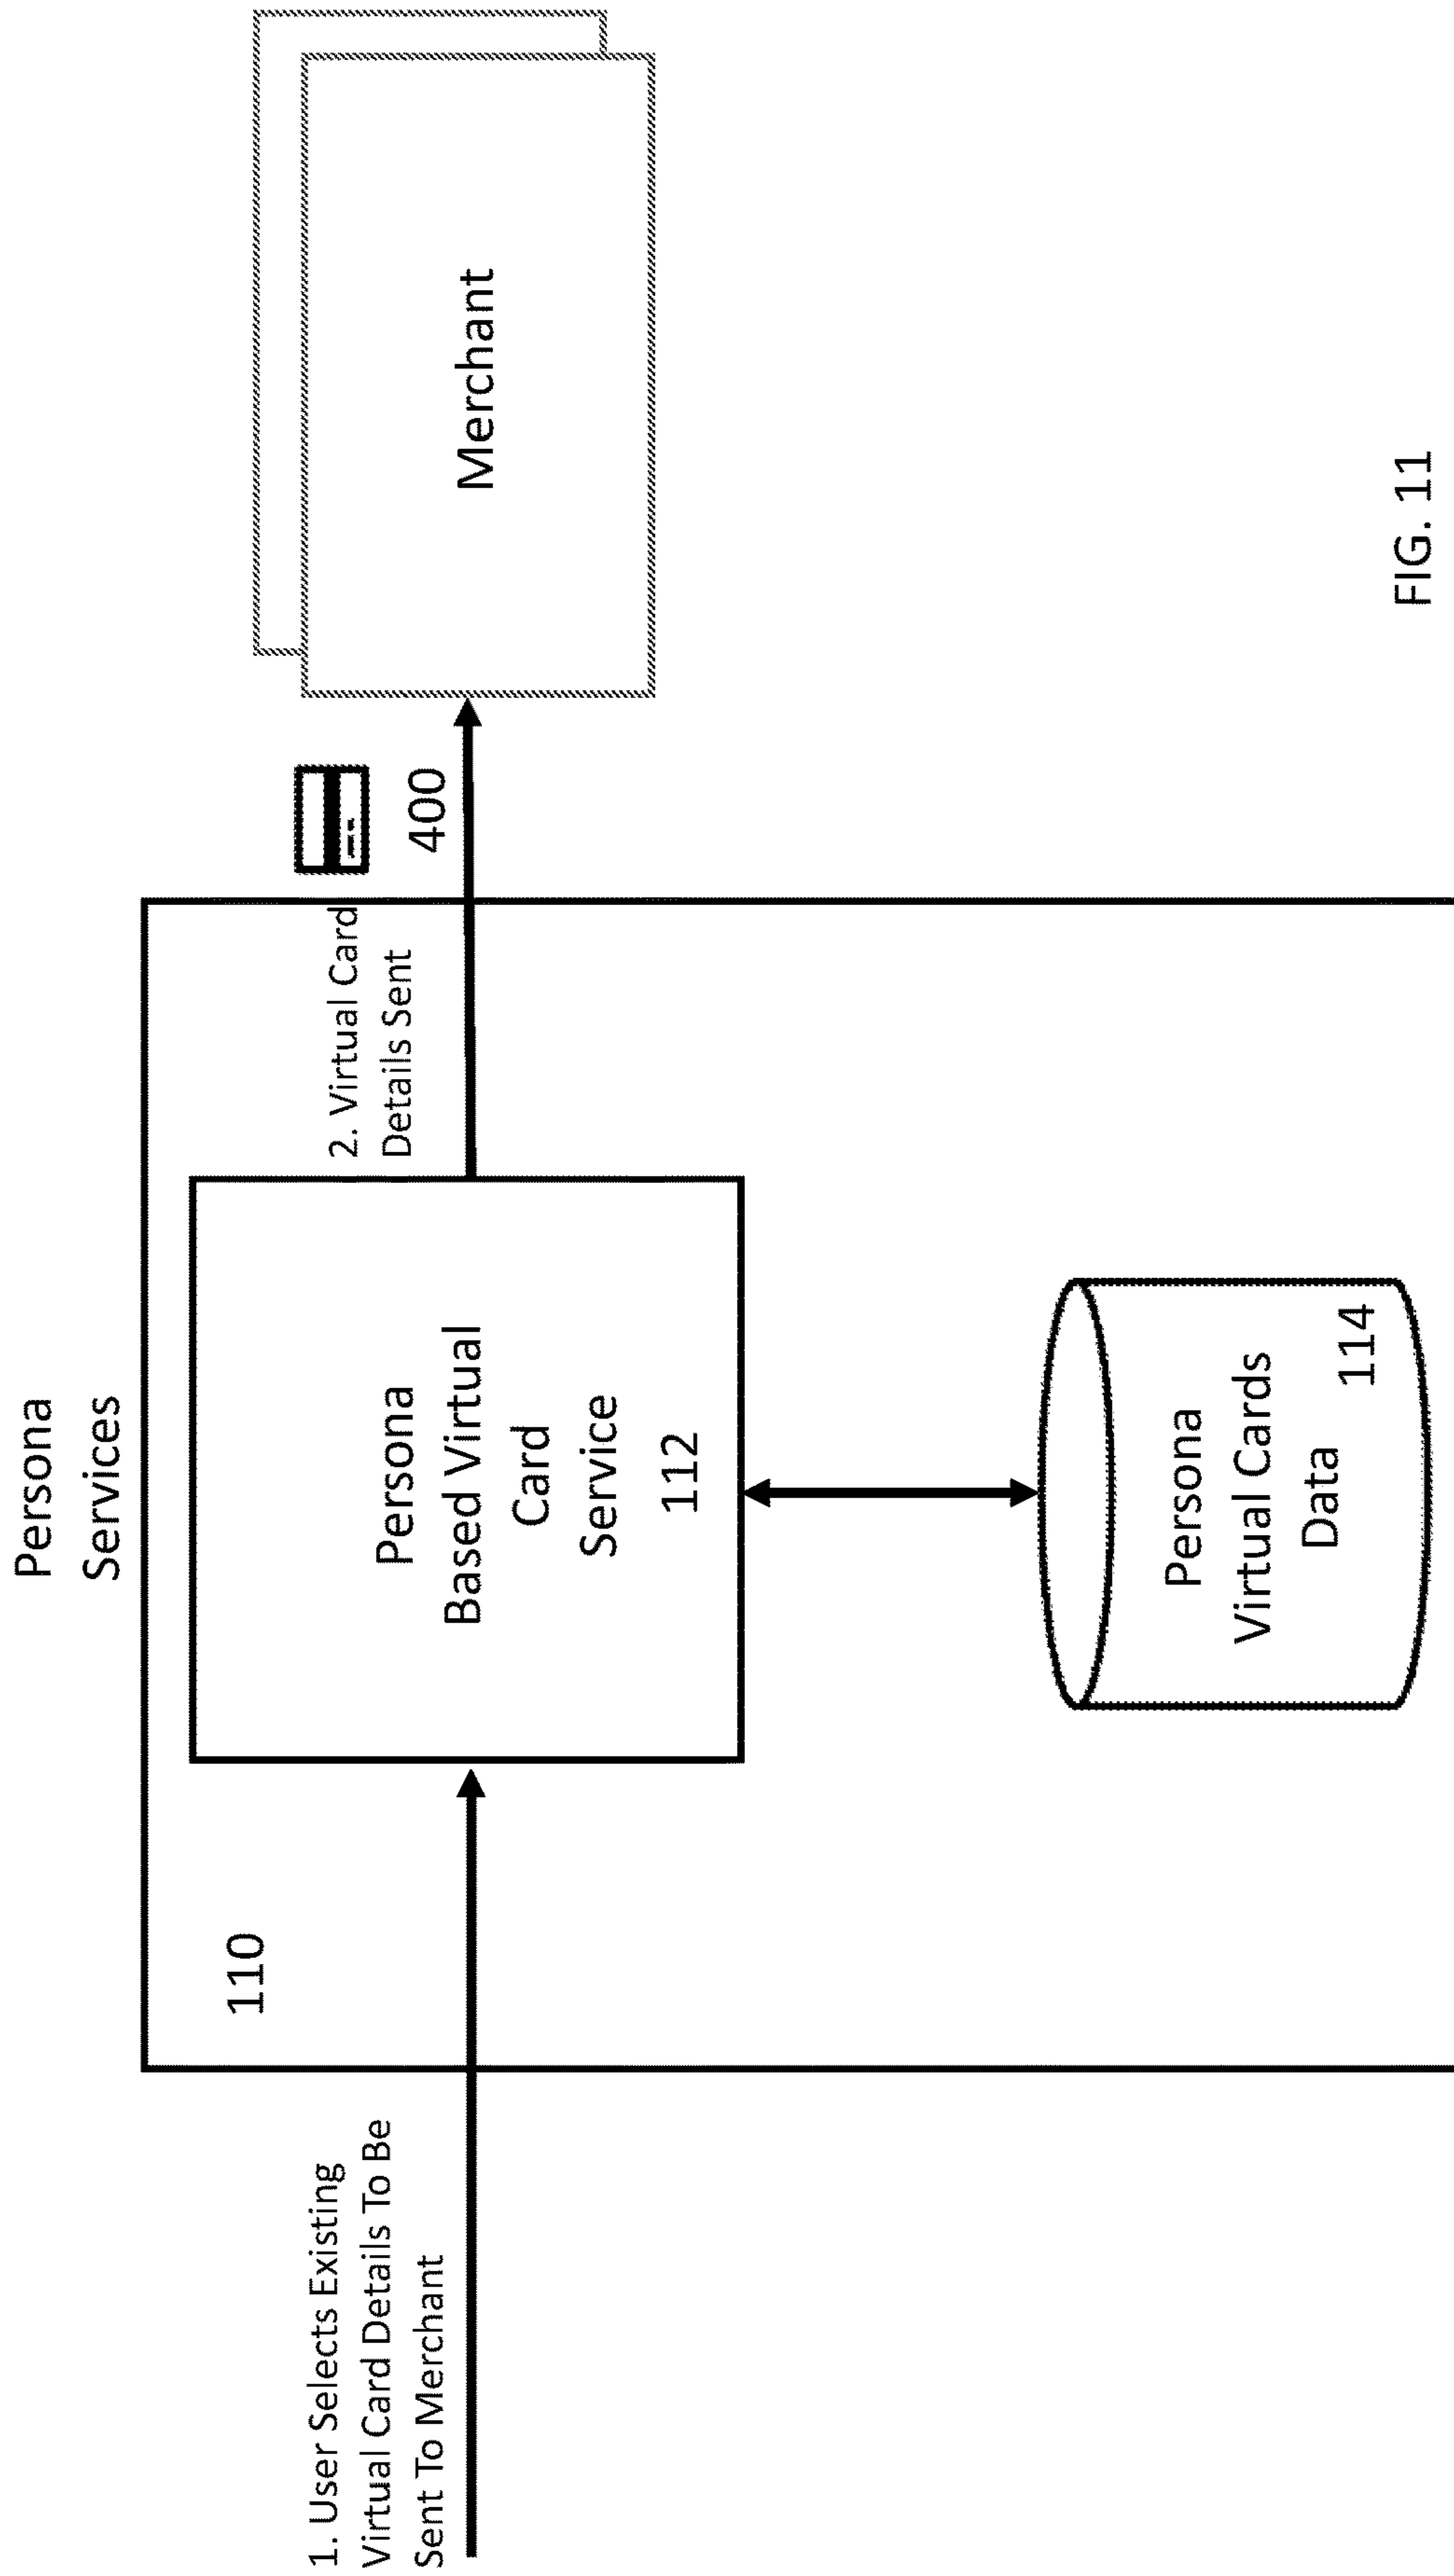 Persona
Services
110
1. User Selects Existing
Virtual Card Details To Be
Sent To Merchant
Persona
Based Virtual
Card
Service
112
2. Virtual Card
Details Sent
400
Merchant
Persona
Virtual Cards
Data
114
FIG. 11